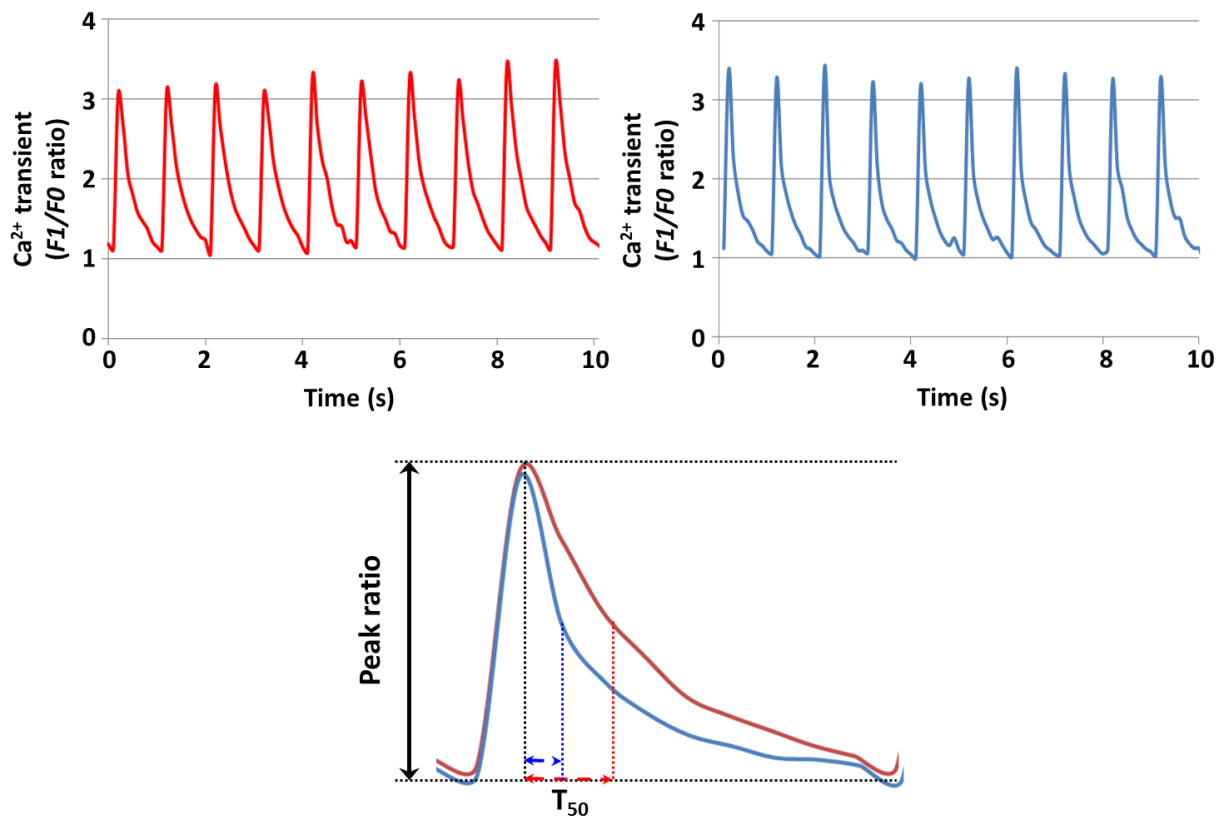 Ca²⁺ transient
(F1/F0 ratio)
4
3
2
1
0
0 2 4 6 8 10
Time (s)
Ca²⁺ transient
(F1/F0 ratio)
4
3
2
1
0
0 2 4 6 8 10
Time (s)
Peak ratio
T₅₀